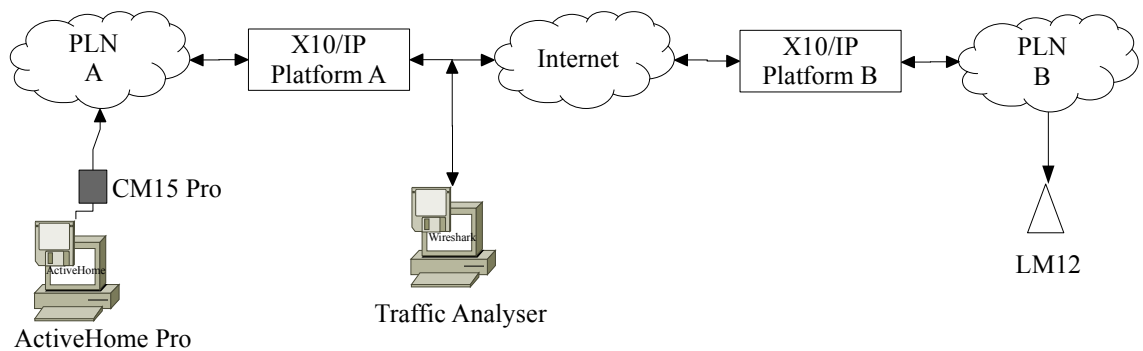 PLN
A
X10/IP
Platform A
Internet
X10/IP
Platform B
PLN
B
CM15 Pro
ActiveHome
ActiveHome Pro
Wireshark
Traffic Analyser
LM12